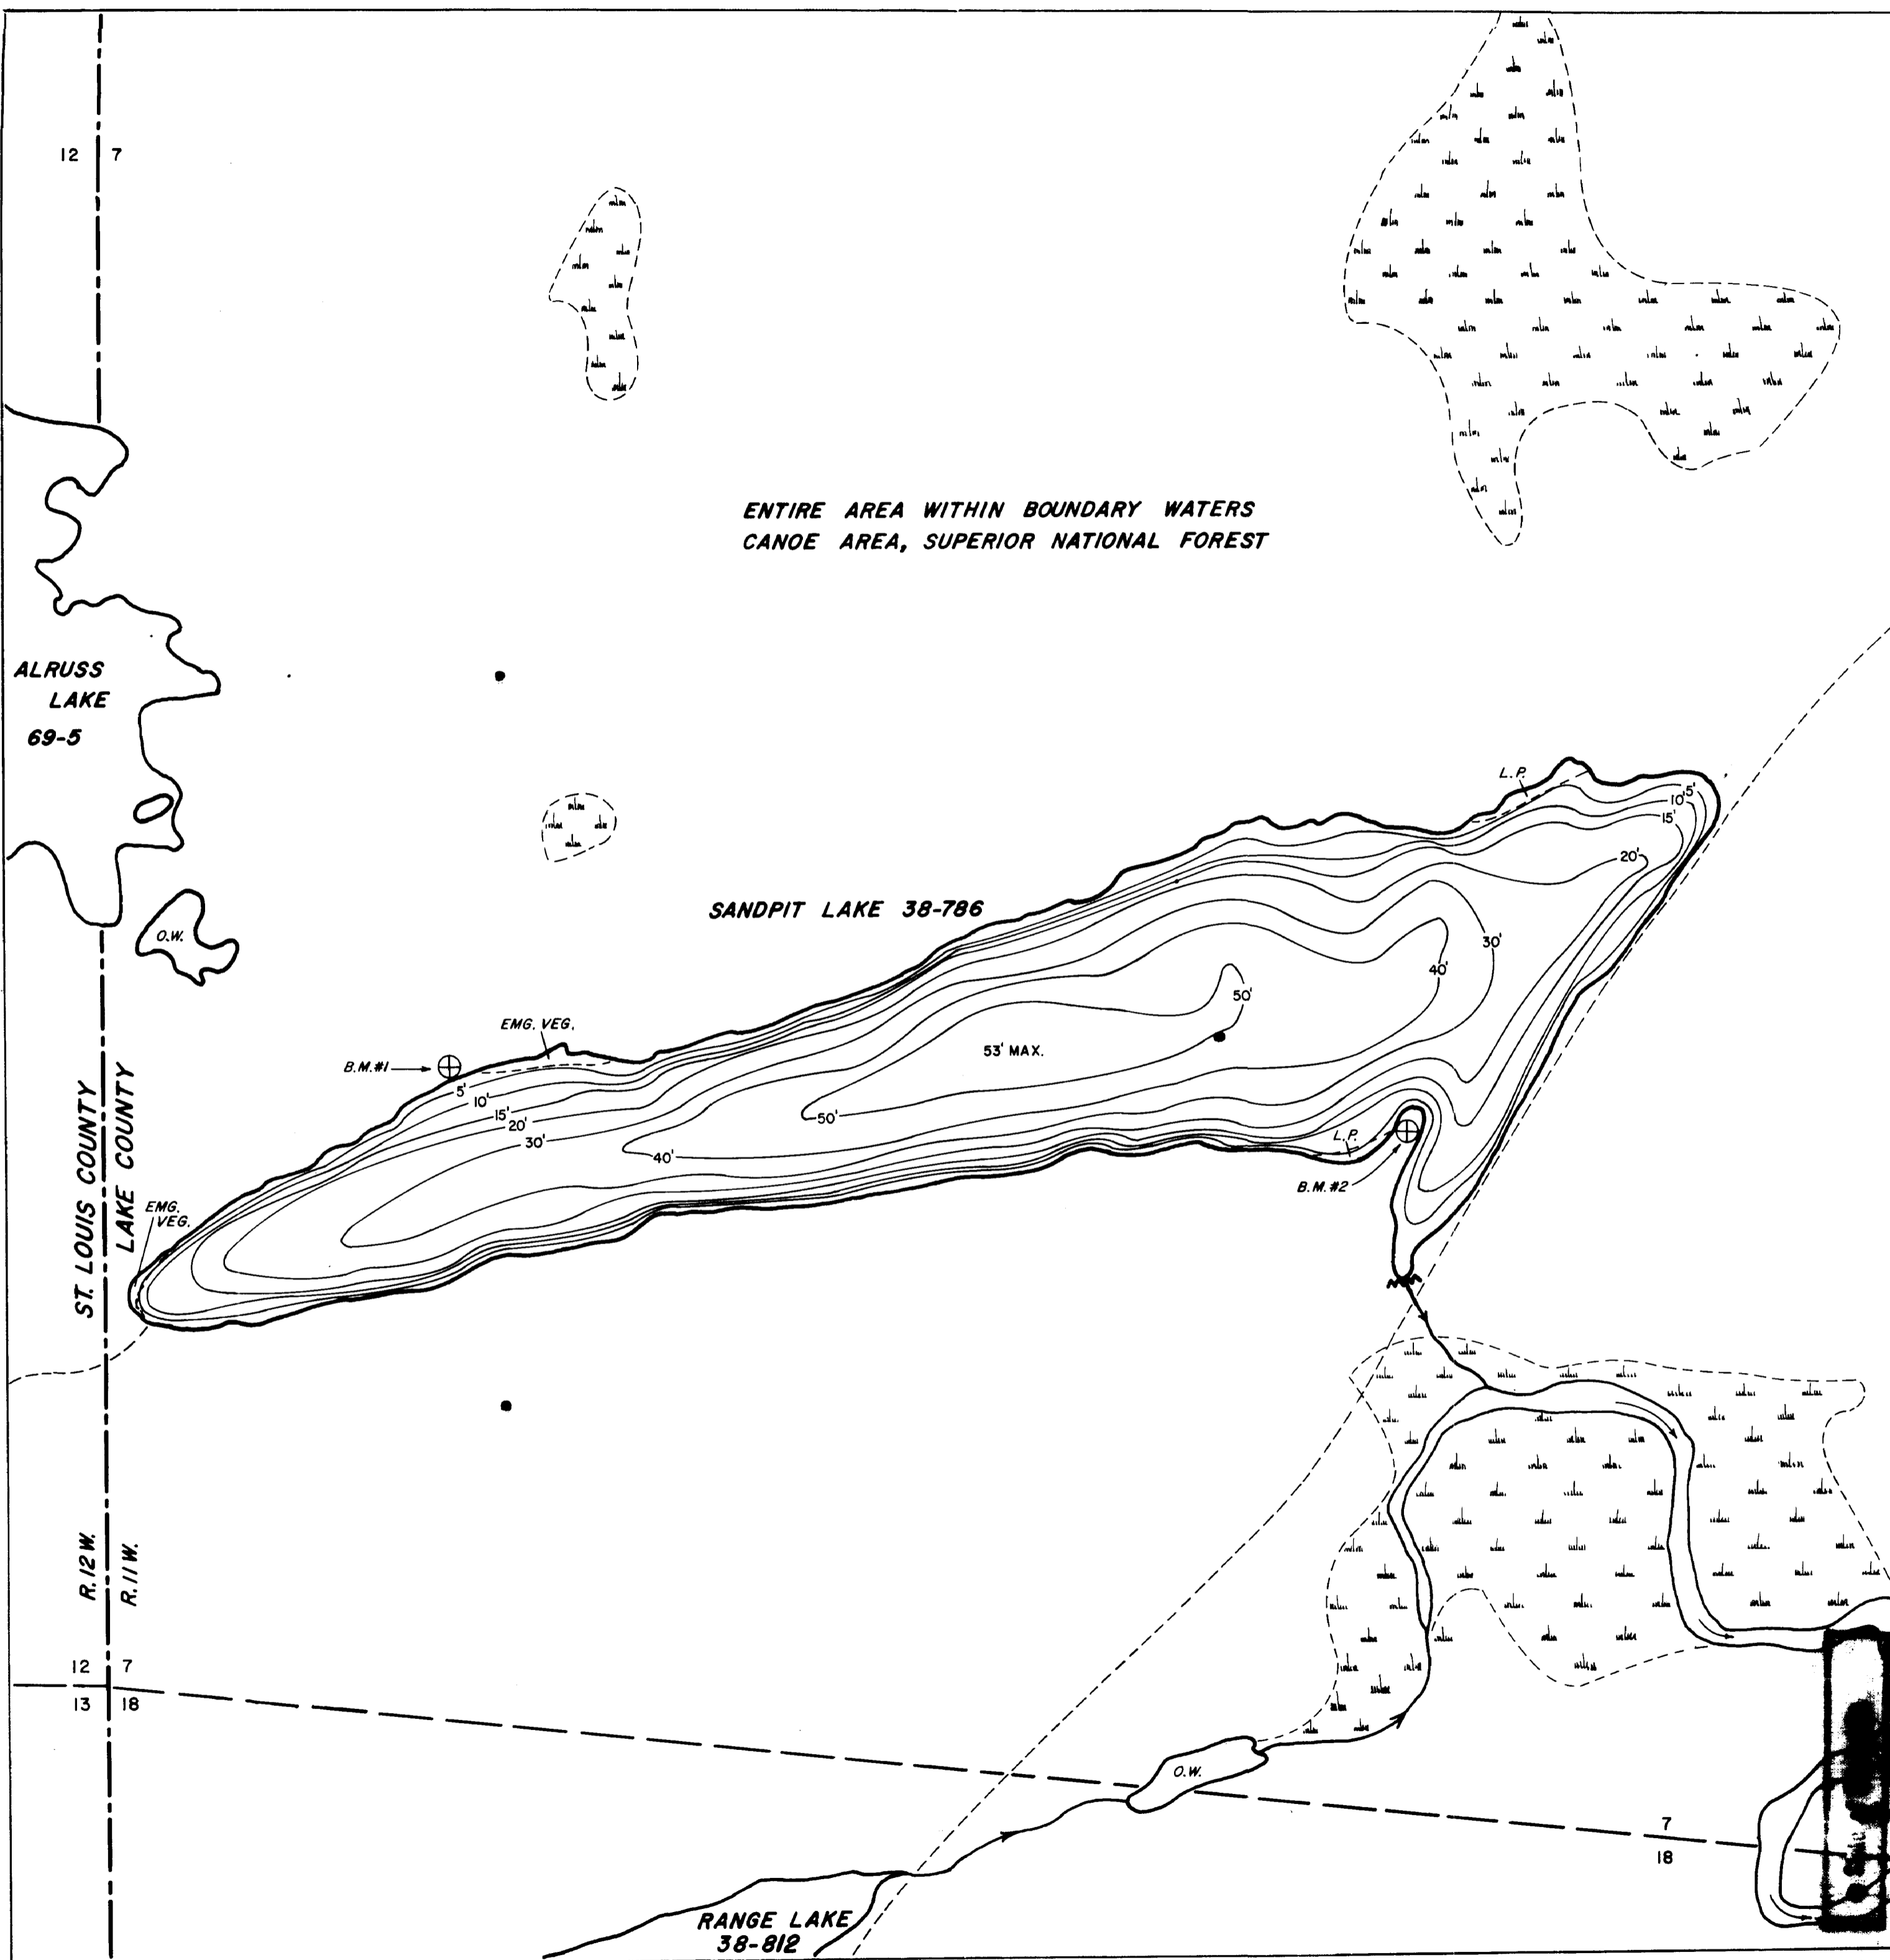 12 7
ENTIRE AREA WITHIN BOUNDARY WATERS
CANOE AREA, SUPERIOR NATIONAL FOREST
ALRUSS
LAKE
69-5
L.P.
5'
10'
15'
20'
SANDPIT LAKE 38-786
O.W.
30'
40'
50'
EMG. VEG.
53' MAX.
B.M.#1
5'
10'
15'
20'
30'
40'
50'
L.P.
B.M.#2
EMG.
VEG.
ST. LOUIS COUNTY
LAKE COUNTY
R.12W.
R.11W.
12 7
13 18
O.W.
7
18
RANGE LAKE
38-812